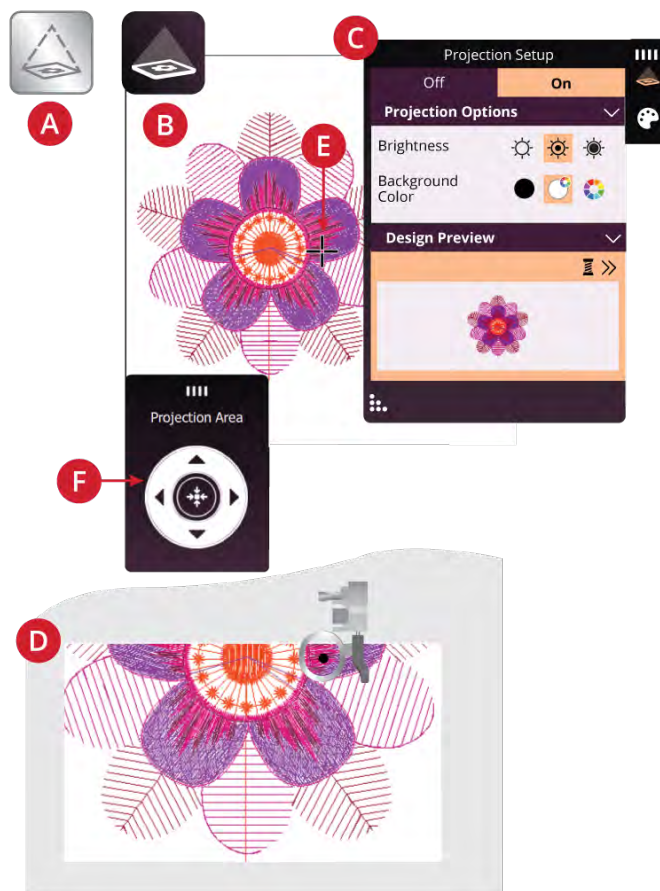 A
B
C
Projection Setup
Off
On
Projection Options
Brightness
Background
Color
Design Preview
E
Projection Area
F
D